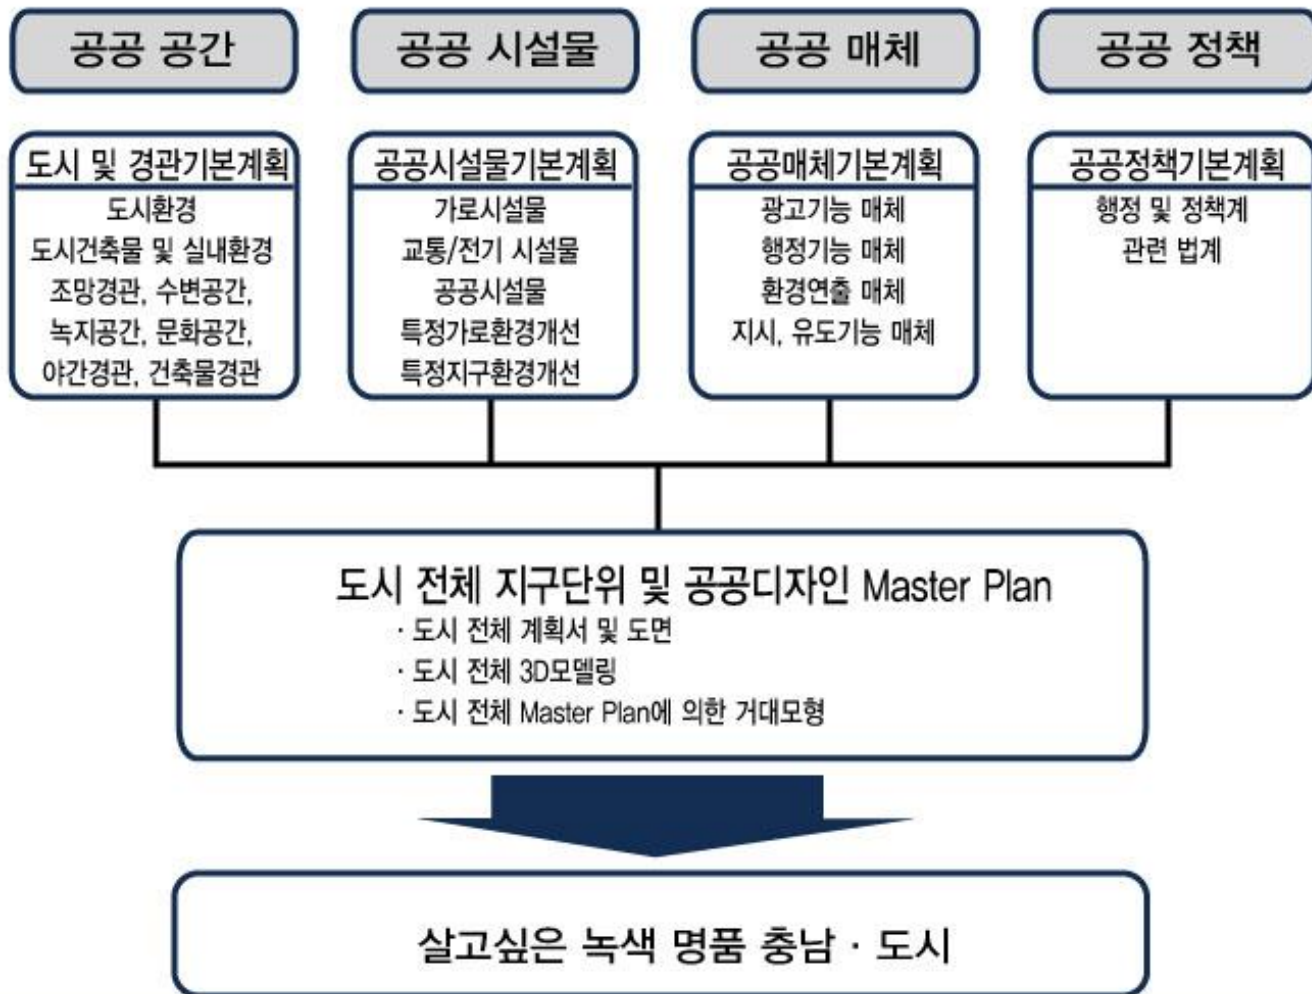 공공 공간
공공 시설물
공공 매체
공공 정책
도시 및 경관기본계획
도시환경
도시건축물 및 실내환경
조망경관, 수변공간,
녹지공간, 문화공간,
야간경관, 건축물경관
공공시설물기본계획
가로시설물
교통/전기 시설물
공공시설물
특정가로환경개선
특정지구환경개선
공공매체기본계획
광고기능 매체
행정기능 매체
환경연출 매체
지시, 유도기능 매체
공공정책기본계획
행정 및 정책계
관련 법계
도시 전체 지구단위 및 공공디자인 Master Plan
· 도시 전체 계획서 및 도면
· 도시 전체 3D모델링
· 도시 전체 Master Plan에 의한 거대모형
살고싶은 녹색 명품 충남 · 도시